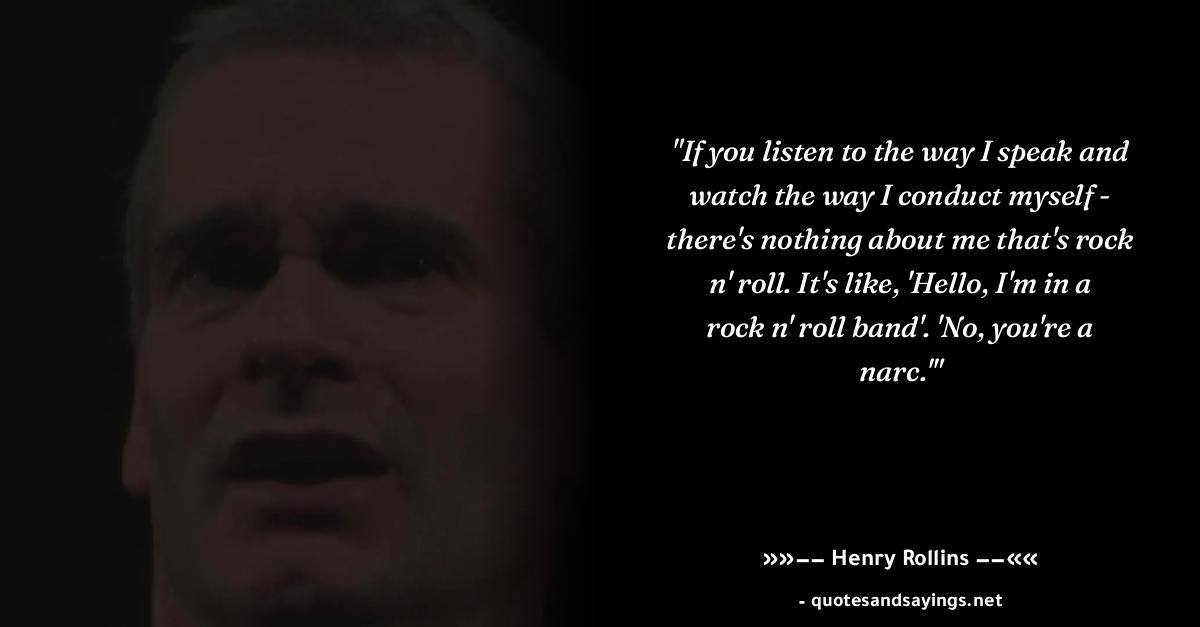 "If you listen to the way I speak and
watch the way I conduct myself -
there's nothing about me that's rock
n' roll. It's like, 'Hello, I'm in a
rock n' roll band'. 'No, you're a
narc.'"
»»–– Henry Rollins ––««
- quotesandsayings.net